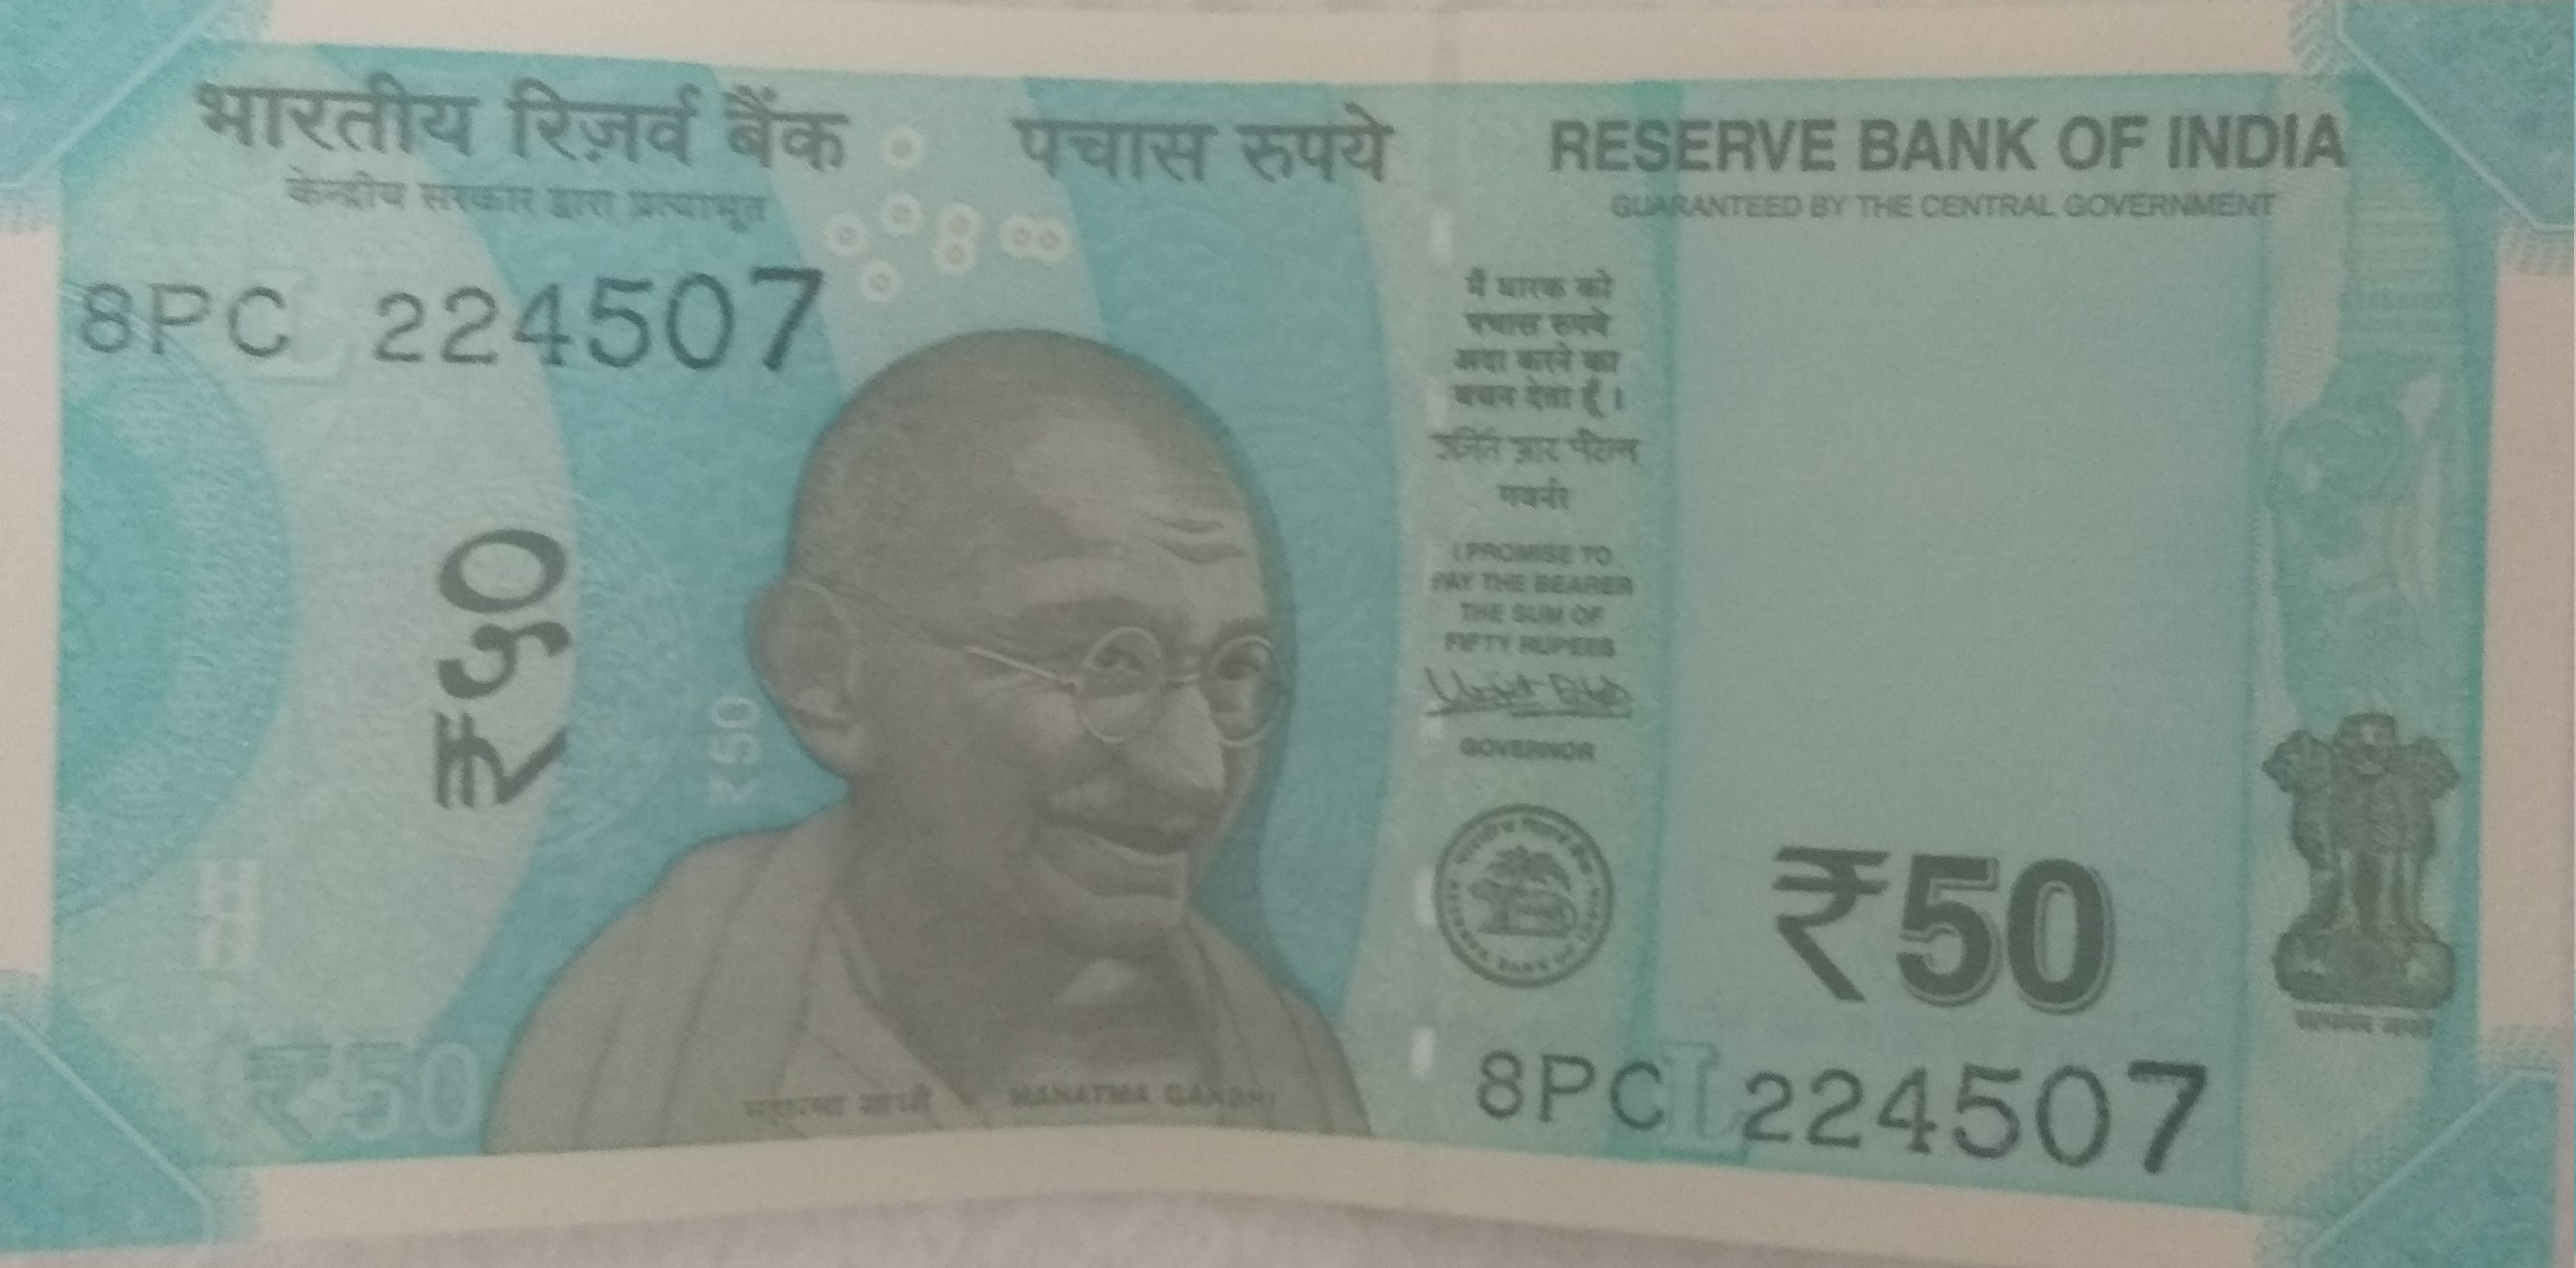 भारतीय रिज़र्व बैंक
केन्द्रीय सरकार द्वारा प्रत्याभूत
पचास रुपये
RESERVE BANK OF INDIA
GUARANTEED BY THE CENTRAL GOVERNMENT
8PC 224507
मैं धारक को
पचास रुपये
अदा करने का
वचन देता हूँ।
उर्जित आर पटेल
गवर्नर
I PROMISE TO
PAY THE BEARER
THE SUM OF
FIFTY RUPEES
Urjit Patel
GOVERNOR
₹५०
₹50
₹50
₹50
8PC L 224507
महात्मा गांधी
MAHATMA GANDHI
सत्यमेव जयते